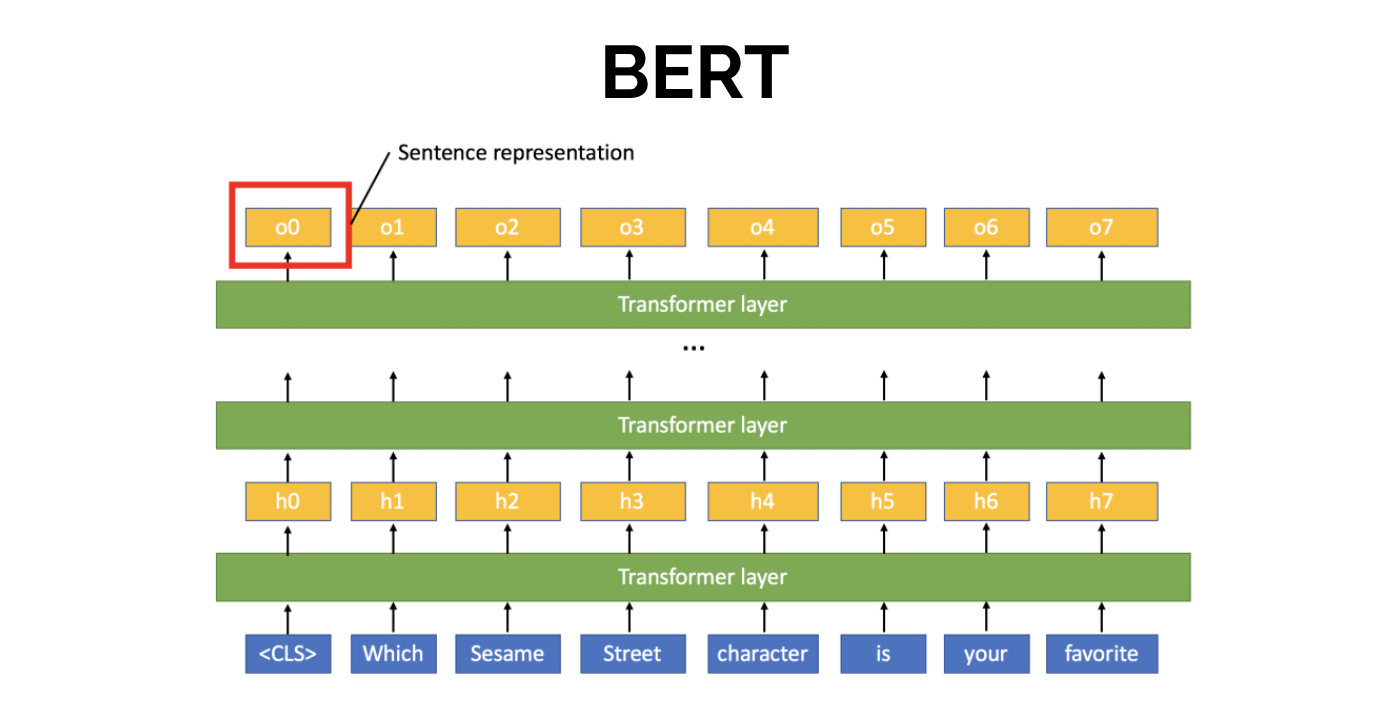 BERT
Sentence representation
o0 o1 o2 o3 o4 o5 o6 o7
Transformer layer
...
Transformer layer
h0 h1 h2 h3 h4 h5 h6 h7
Transformer layer
<CLS> Which Sesame Street character is your favorite